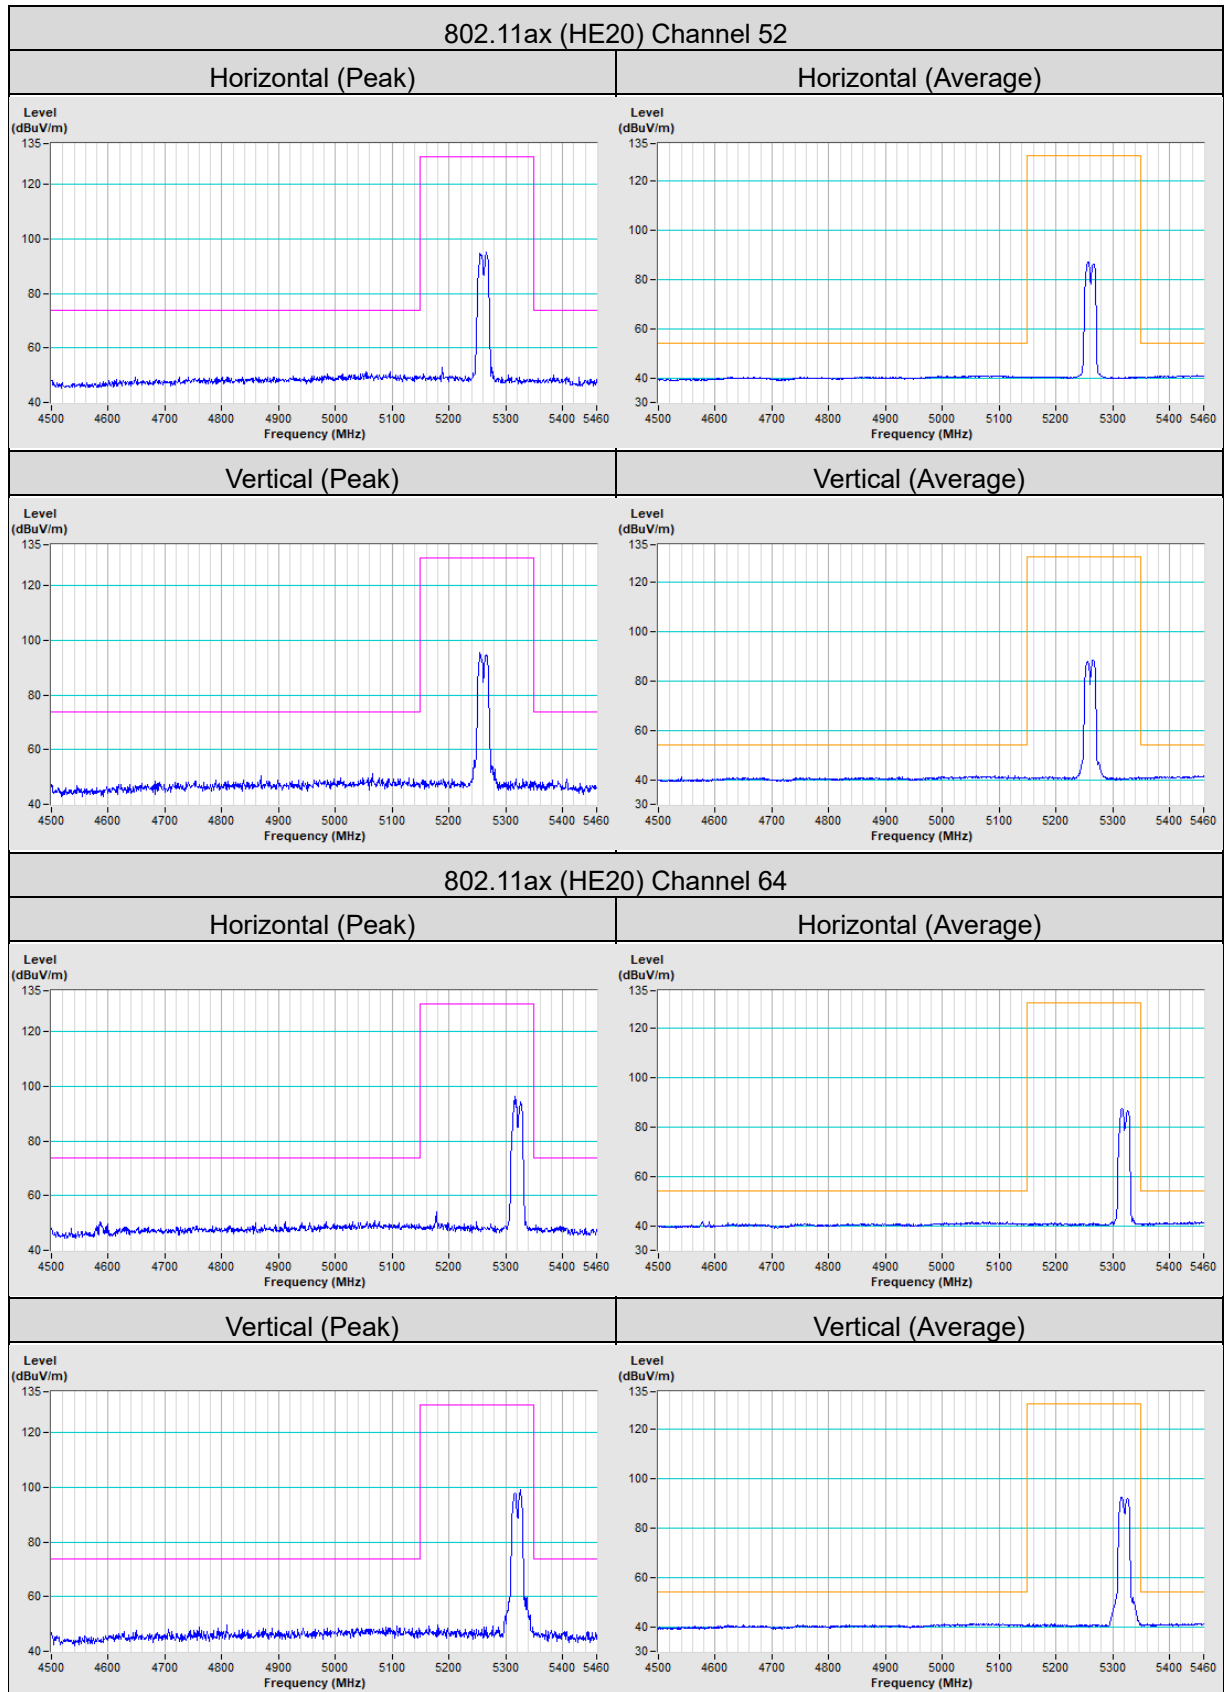 802.11ax (HE20) Channel 52
Horizontal (Peak)
Horizontal (Average)
Level
(dBuV/m)
135
120
100
80
60
40
4500 4600 4700 4800 4900 5000 5100 5200 5300 5400 5460
Frequency (MHz)
Level
(dBuV/m)
135
120
100
80
60
40
30
4500 4600 4700 4800 4900 5000 5100 5200 5300 5400 5460
Frequency (MHz)
Vertical (Peak)
Vertical (Average)
Level
(dBuV/m)
135
120
100
80
60
40
4500 4600 4700 4800 4900 5000 5100 5200 5300 5400 5460
Frequency (MHz)
Level
(dBuV/m)
135
120
100
80
60
40
30
4500 4600 4700 4800 4900 5000 5100 5200 5300 5400 5460
Frequency (MHz)
802.11ax (HE20) Channel 64
Horizontal (Peak)
Horizontal (Average)
Level
(dBuV/m)
135
120
100
80
60
40
4500 4600 4700 4800 4900 5000 5100 5200 5300 5400 5460
Frequency (MHz)
Level
(dBuV/m)
135
120
100
80
60
40
30
4500 4600 4700 4800 4900 5000 5100 5200 5300 5400 5460
Frequency (MHz)
Vertical (Peak)
Vertical (Average)
Level
(dBuV/m)
135
120
100
80
60
40
4500 4600 4700 4800 4900 5000 5100 5200 5300 5400 5460
Frequency (MHz)
Level
(dBuV/m)
135
120
100
80
60
40
30
4500 4600 4700 4800 4900 5000 5100 5200 5300 5400 5460
Frequency (MHz)